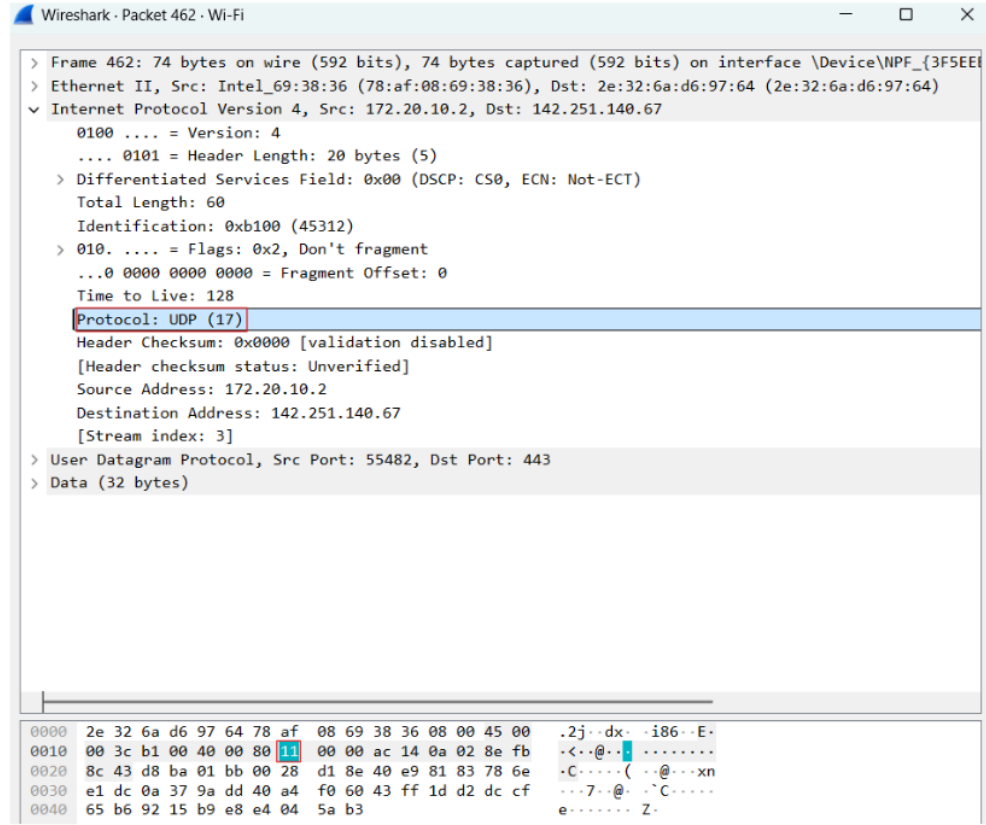 Wireshark · Packet 462 · Wi-Fi
> Frame 462: 74 bytes on wire (592 bits), 74 bytes captured (592 bits) on interface \Device\NPF_{3F5EEE
> Ethernet II, Src: Intel_69:38:36 (78:af:08:69:38:36), Dst: 2e:32:6a:d6:97:64 (2e:32:6a:d6:97:64)
Internet Protocol Version 4, Src: 172.20.10.2, Dst: 142.251.140.67
0100 .... = Version: 4
.... 0101 = Header Length: 20 bytes (5)
> Differentiated Services Field: 0x00 (DSCP: CS0, ECN: Not-ECT)
Total Length: 60
Identification: 0xb100 (45312)
> 010. .... = Flags: 0x2, Don't fragment
...0 0000 0000 0000 = Fragment Offset: 0
Time to Live: 128
Protocol: UDP (17)
Header Checksum: 0x0000 [validation disabled]
[Header checksum status: Unverified]
Source Address: 172.20.10.2
Destination Address: 142.251.140.67
[Stream index: 3]
> User Datagram Protocol, Src Port: 55482, Dst Port: 443
> Data (32 bytes)
0000 2e 32 6a d6 97 64 78 af 08 69 38 36 08 00 45 00 .2j··dx· ·i86··E·
0010 00 3c b1 00 40 00 80 11 00 00 ac 14 0a 02 8e fb ·<··@··· ········
0020 8c 43 d8 ba 01 bb 00 28 d1 8e 40 e9 81 83 78 6e ·C·····( ··@···xn
0030 e1 dc 0a 37 9a dd 40 a4 f0 60 43 ff 1d d2 dc cf ···7··@· ·`C·····
0040 65 b6 92 15 b9 e8 e4 04 5a b3 e······· Z·